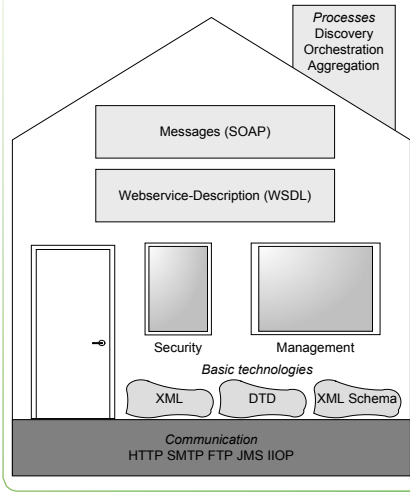 Processes
Discovery
Orchestration
Aggregation
Messages (SOAP)
Webservice-Description (WSDL)
Security Management
Basic technologies
XML DTD XML Schema
Communication
HTTP SMTP FTP JMS IIOP